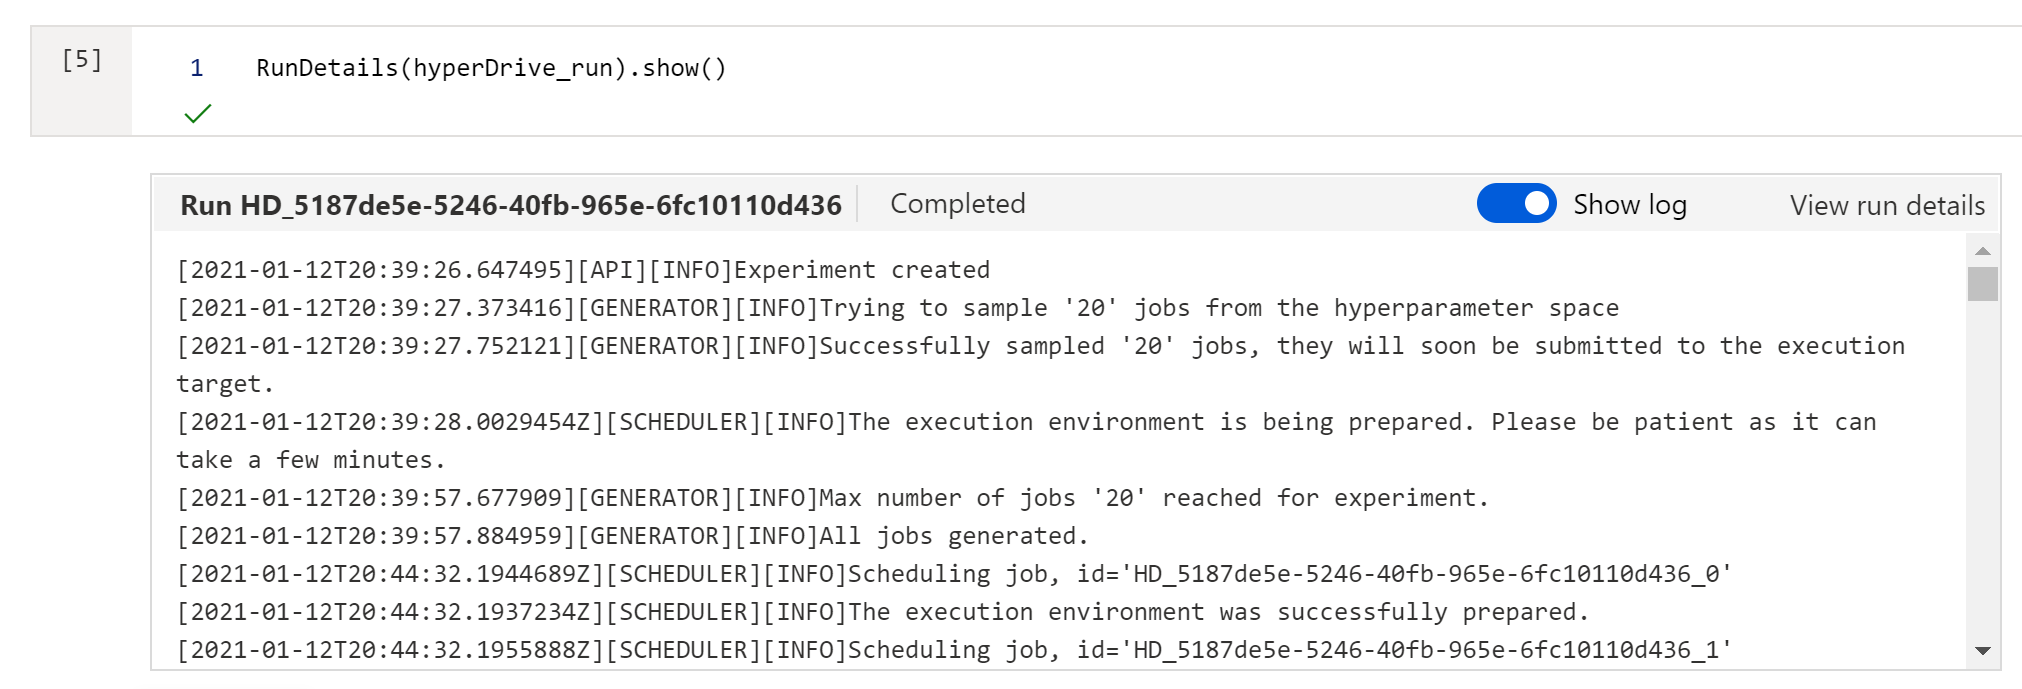 [5]
1 RunDetails(hyperDrive_run).show()
Run HD_5187de5e-5246-40fb-965e-6fc10110d436 Completed Show log View run details
[2021-01-12T20:39:26.647495][API][INFO]Experiment created
[2021-01-12T20:39:27.373416][GENERATOR][INFO]Trying to sample '20' jobs from the hyperparameter space
[2021-01-12T20:39:27.752121][GENERATOR][INFO]Successfully sampled '20' jobs, they will soon be submitted to the execution
target.
[2021-01-12T20:39:28.0029454Z][SCHEDULER][INFO]The execution environment is being prepared. Please be patient as it can
take a few minutes.
[2021-01-12T20:39:57.677909][GENERATOR][INFO]Max number of jobs '20' reached for experiment.
[2021-01-12T20:39:57.884959][GENERATOR][INFO]All jobs generated.
[2021-01-12T20:44:32.1944689Z][SCHEDULER][INFO]Scheduling job, id='HD_5187de5e-5246-40fb-965e-6fc10110d436_0'
[2021-01-12T20:44:32.1937234Z][SCHEDULER][INFO]The execution environment was successfully prepared.
[2021-01-12T20:44:32.1955888Z][SCHEDULER][INFO]Scheduling job, id='HD_5187de5e-5246-40fb-965e-6fc10110d436_1'